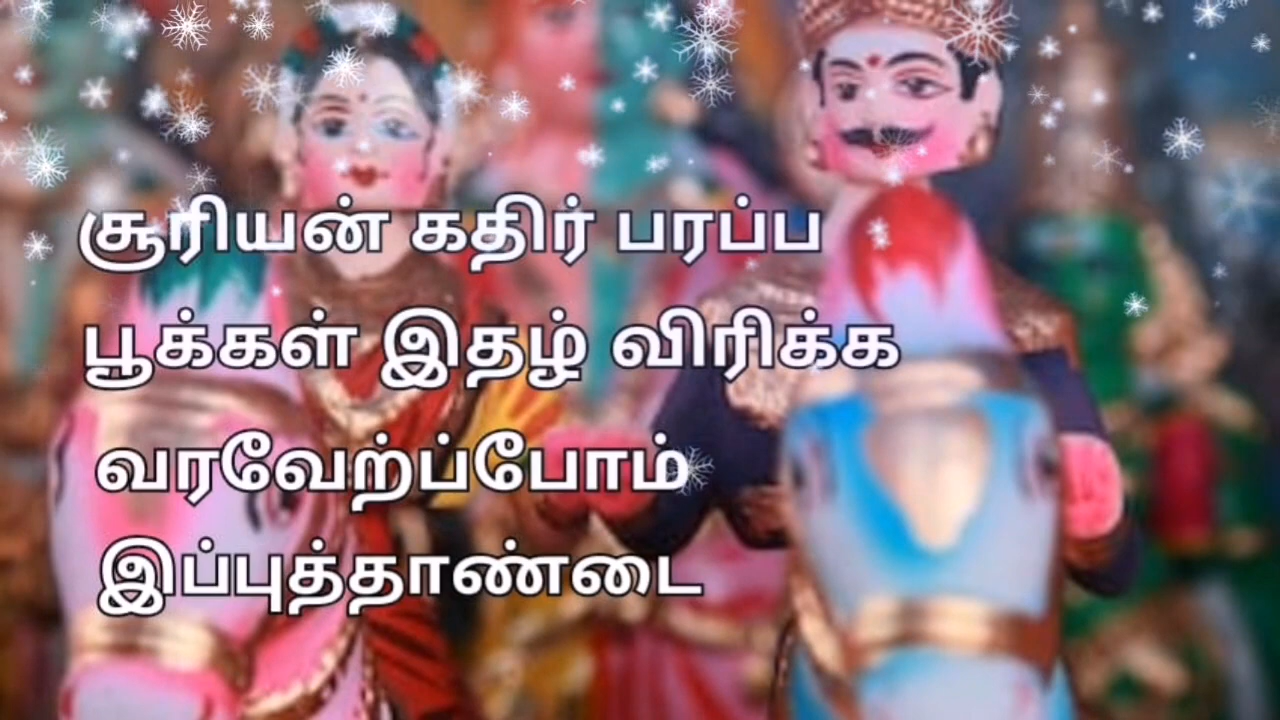 சூரியன் கதிர் பரப்ப
பூக்கள் இதழ் விரிக்க
வரவேற்ப்போம்
இப்புத்தாண்டை